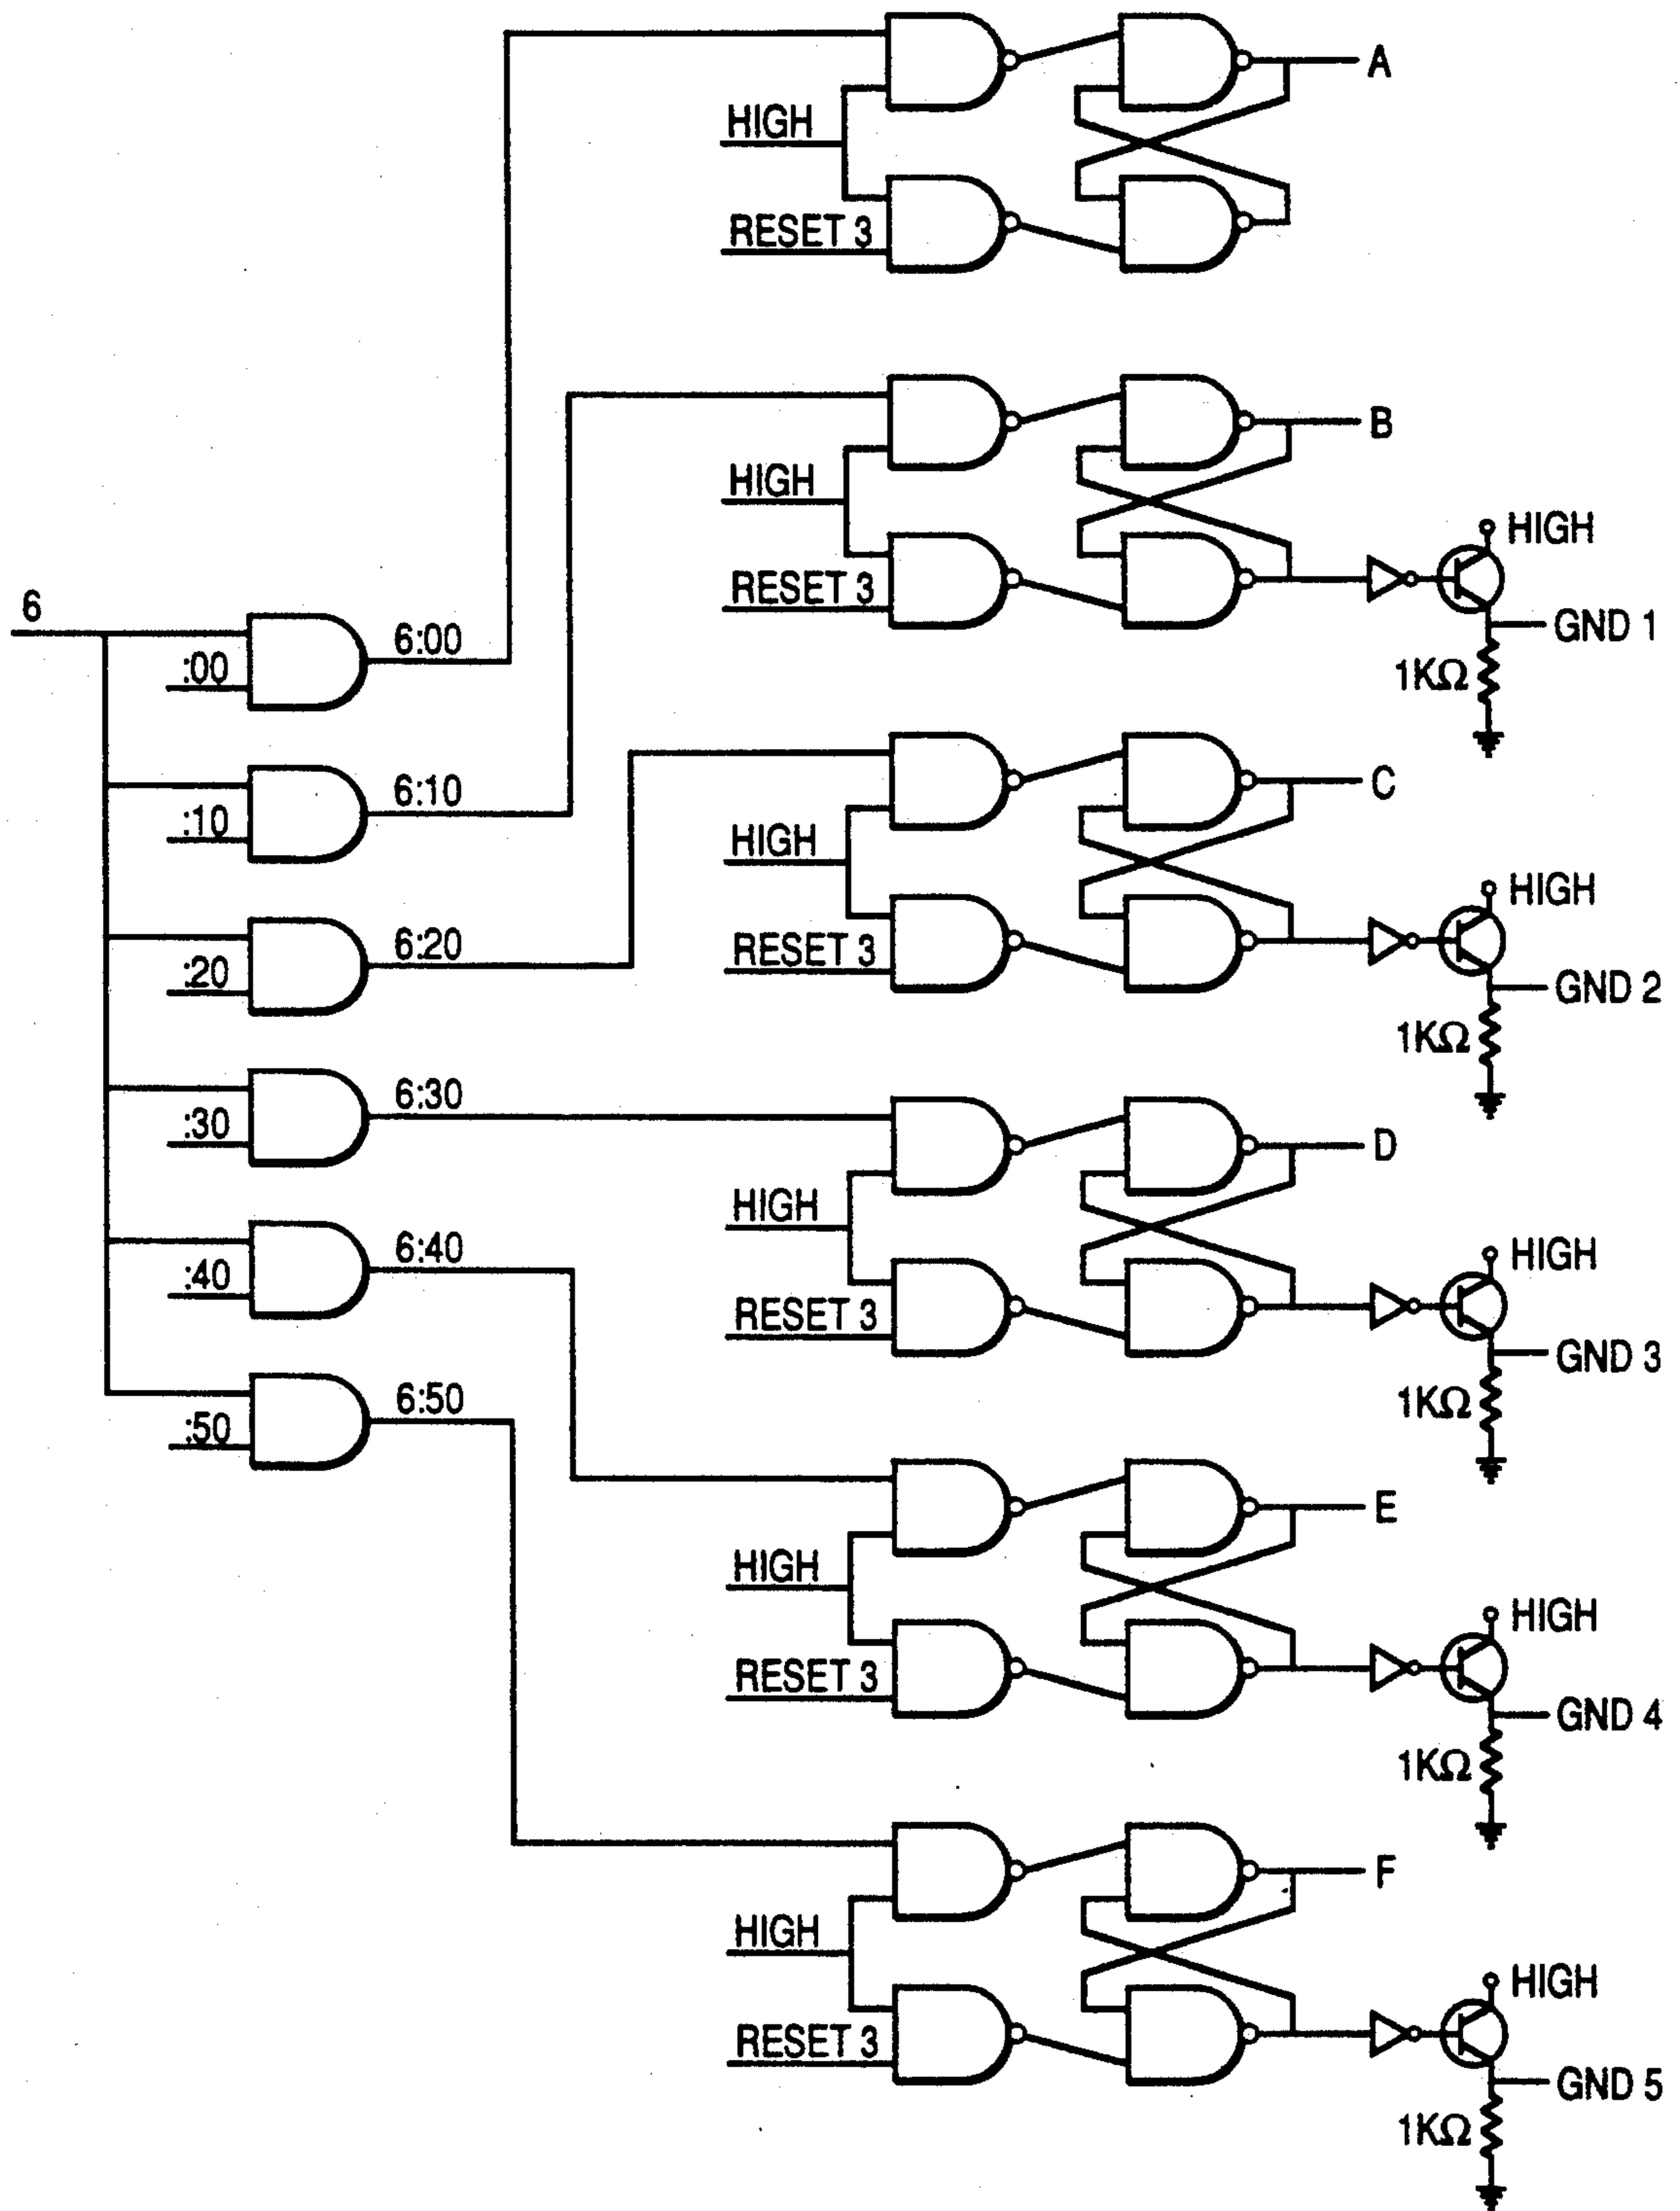 A
HIGH
RESET 3
B
HIGH
HIGH
RESET 3
GND 1
1KΩ
6
6:00
:00
6:10
:10
6:20
:20
6:30
:30
6:40
:40
6:50
:50
C
HIGH
HIGH
RESET 3
GND 2
1KΩ
D
HIGH
HIGH
RESET 3
GND 3
1KΩ
E
HIGH
HIGH
RESET 3
GND 4
1KΩ
F
HIGH
HIGH
RESET 3
GND 5
1KΩ